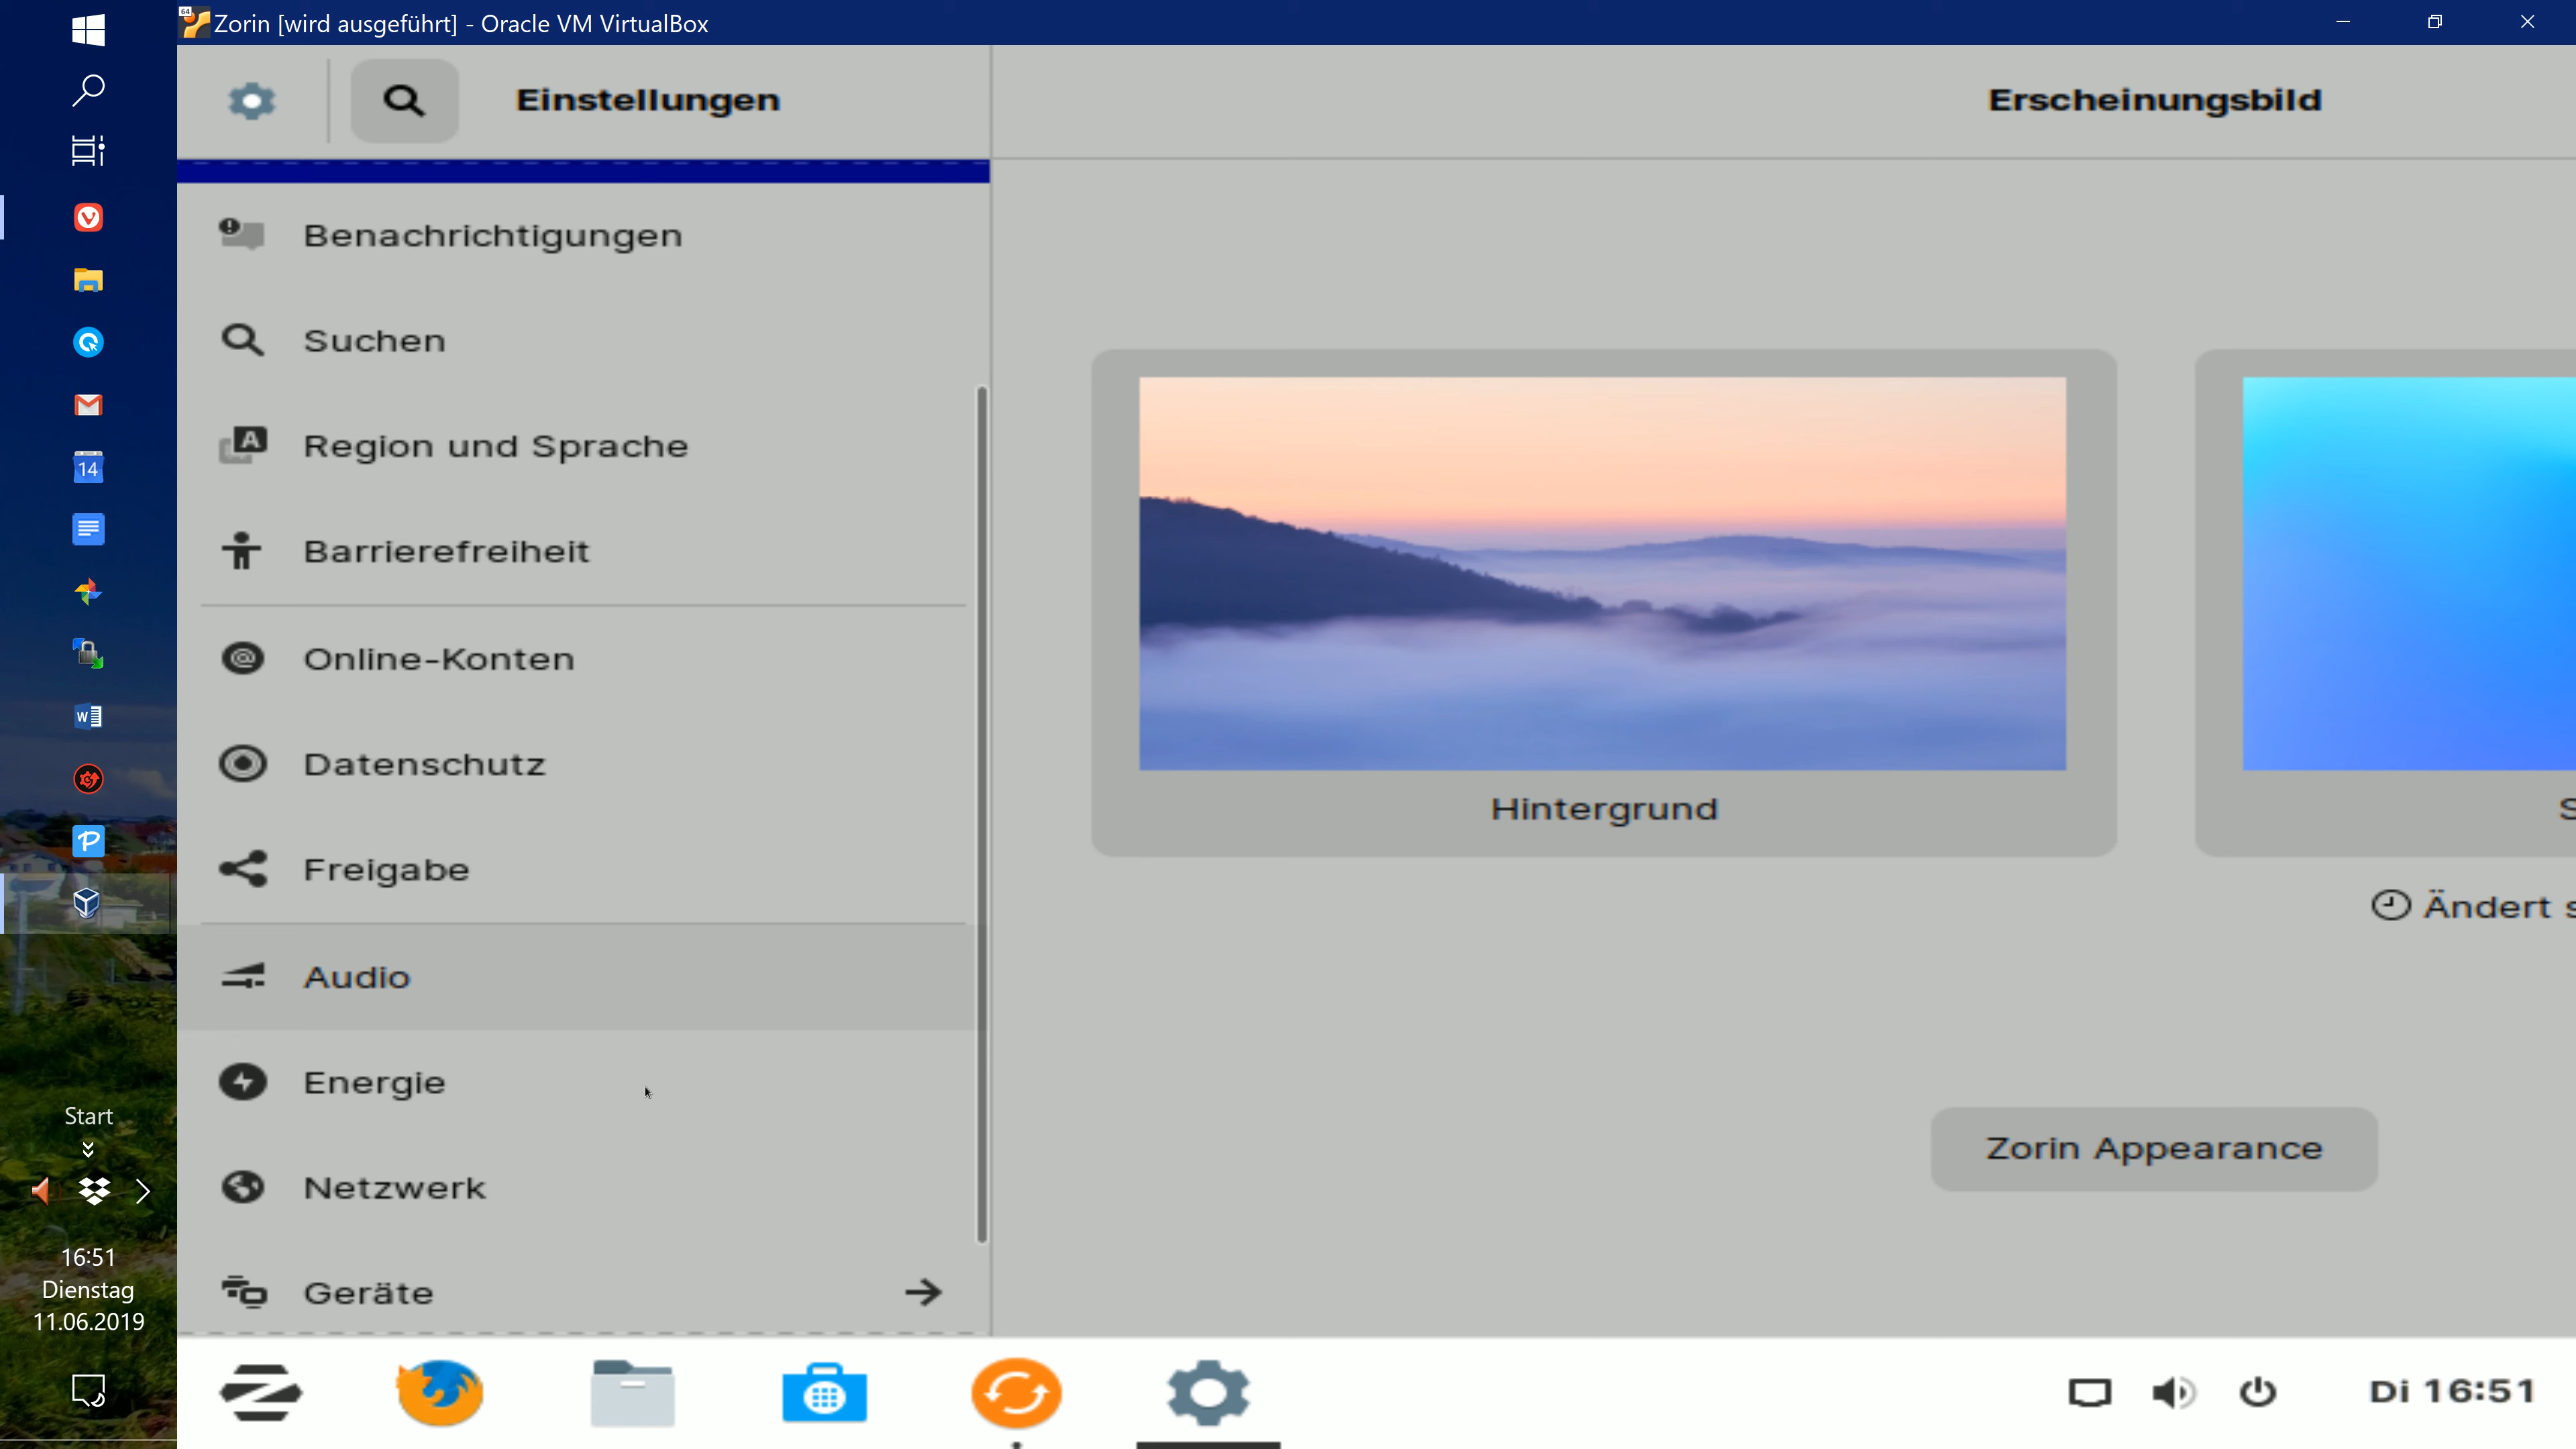 64
Zorin [wird ausgeführt] - Oracle VM VirtualBox
Einstellungen
Erscheinungsbild
Benachrichtigungen
Suchen
A
Region und Sprache
Barrierefreiheit
Online-Konten
Datenschutz
Freigabe
Audio
Energie
Netzwerk
Geräte
Hintergrund
S
Ändert s
Zorin Appearance
Di 16:51
14
W
P
Start
16:51
Dienstag
11.06.2019